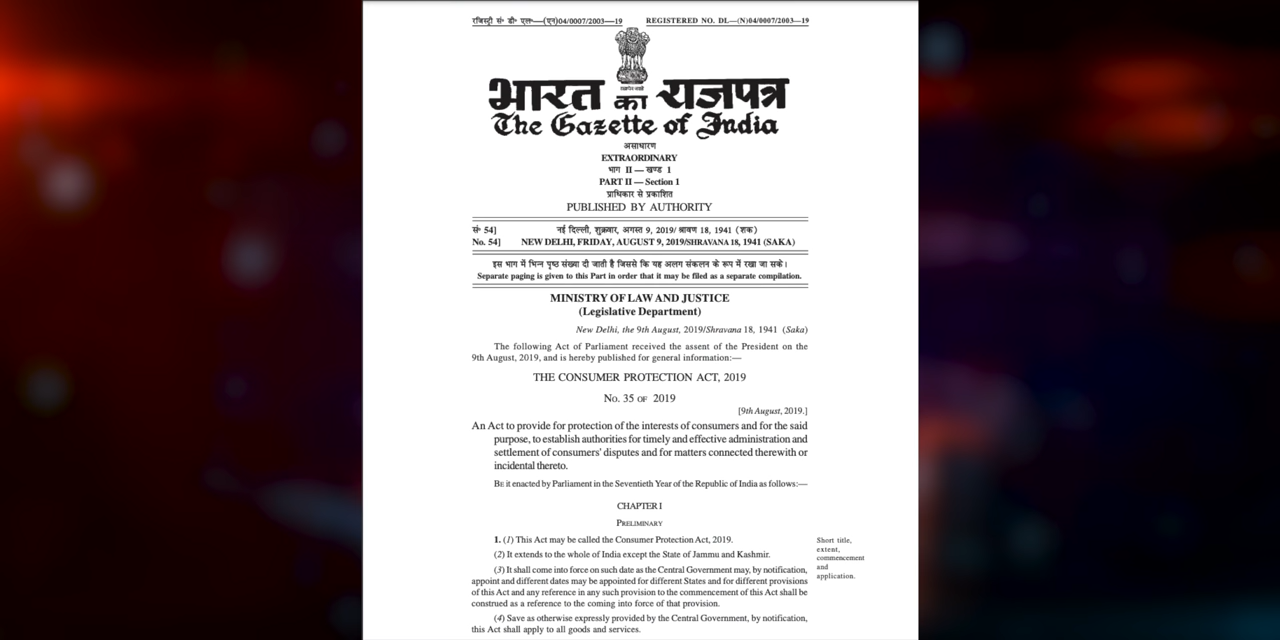 रजिस्ट्री सं० डी० एल०—(एन)04/0007/2003—19
REGISTERED NO. DL—(N)04/0007/2003—19
भारत का राजपत्र
The Gazette of India
असाधारण
EXTRAORDINARY
भाग II — खण्ड 1
PART II — Section 1
प्राधिकार से प्रकाशित
PUBLISHED BY AUTHORITY
सं० 54] नई दिल्ली, शुक्रवार, अगस्त 9, 2019/ श्रावण 18, 1941 (शक)
No. 54] NEW DELHI, FRIDAY, AUGUST 9, 2019/SHRAVANA 18, 1941 (SAKA)
इस भाग में भिन्न पृष्ठ संख्या दी जाती है जिससे कि यह अलग संकलन के रूप में रखा जा सके।
Separate paging is given to this Part in order that it may be filed as a separate compilation.
MINISTRY OF LAW AND JUSTICE
(Legislative Department)
New Delhi, the 9th August, 2019/Shravana 18, 1941 (Saka)
The following Act of Parliament received the assent of the President on the
9th August, 2019, and is hereby published for general information:—
THE CONSUMER PROTECTION ACT, 2019
No. 35 OF 2019
[9th August, 2019.]
An Act to provide for protection of the interests of consumers and for the said
purpose, to establish authorities for timely and effective administration and
settlement of consumers' disputes and for matters connected therewith or
incidental thereto.
BE it enacted by Parliament in the Seventieth Year of the Republic of India as follows:—
CHAPTER I
PRELIMINARY
1. (1) This Act may be called the Consumer Protection Act, 2019.
(2) It extends to the whole of India except the State of Jammu and Kashmir.
(3) It shall come into force on such date as the Central Government may, by notification,
appoint and different dates may be appointed for different States and for different provisions
of this Act and any reference in any such provision to the commencement of this Act shall be
construed as a reference to the coming into force of that provision.
(4) Save as otherwise expressly provided by the Central Government, by notification,
this Act shall apply to all goods and services.
Short title,
extent,
commencement
and
application.